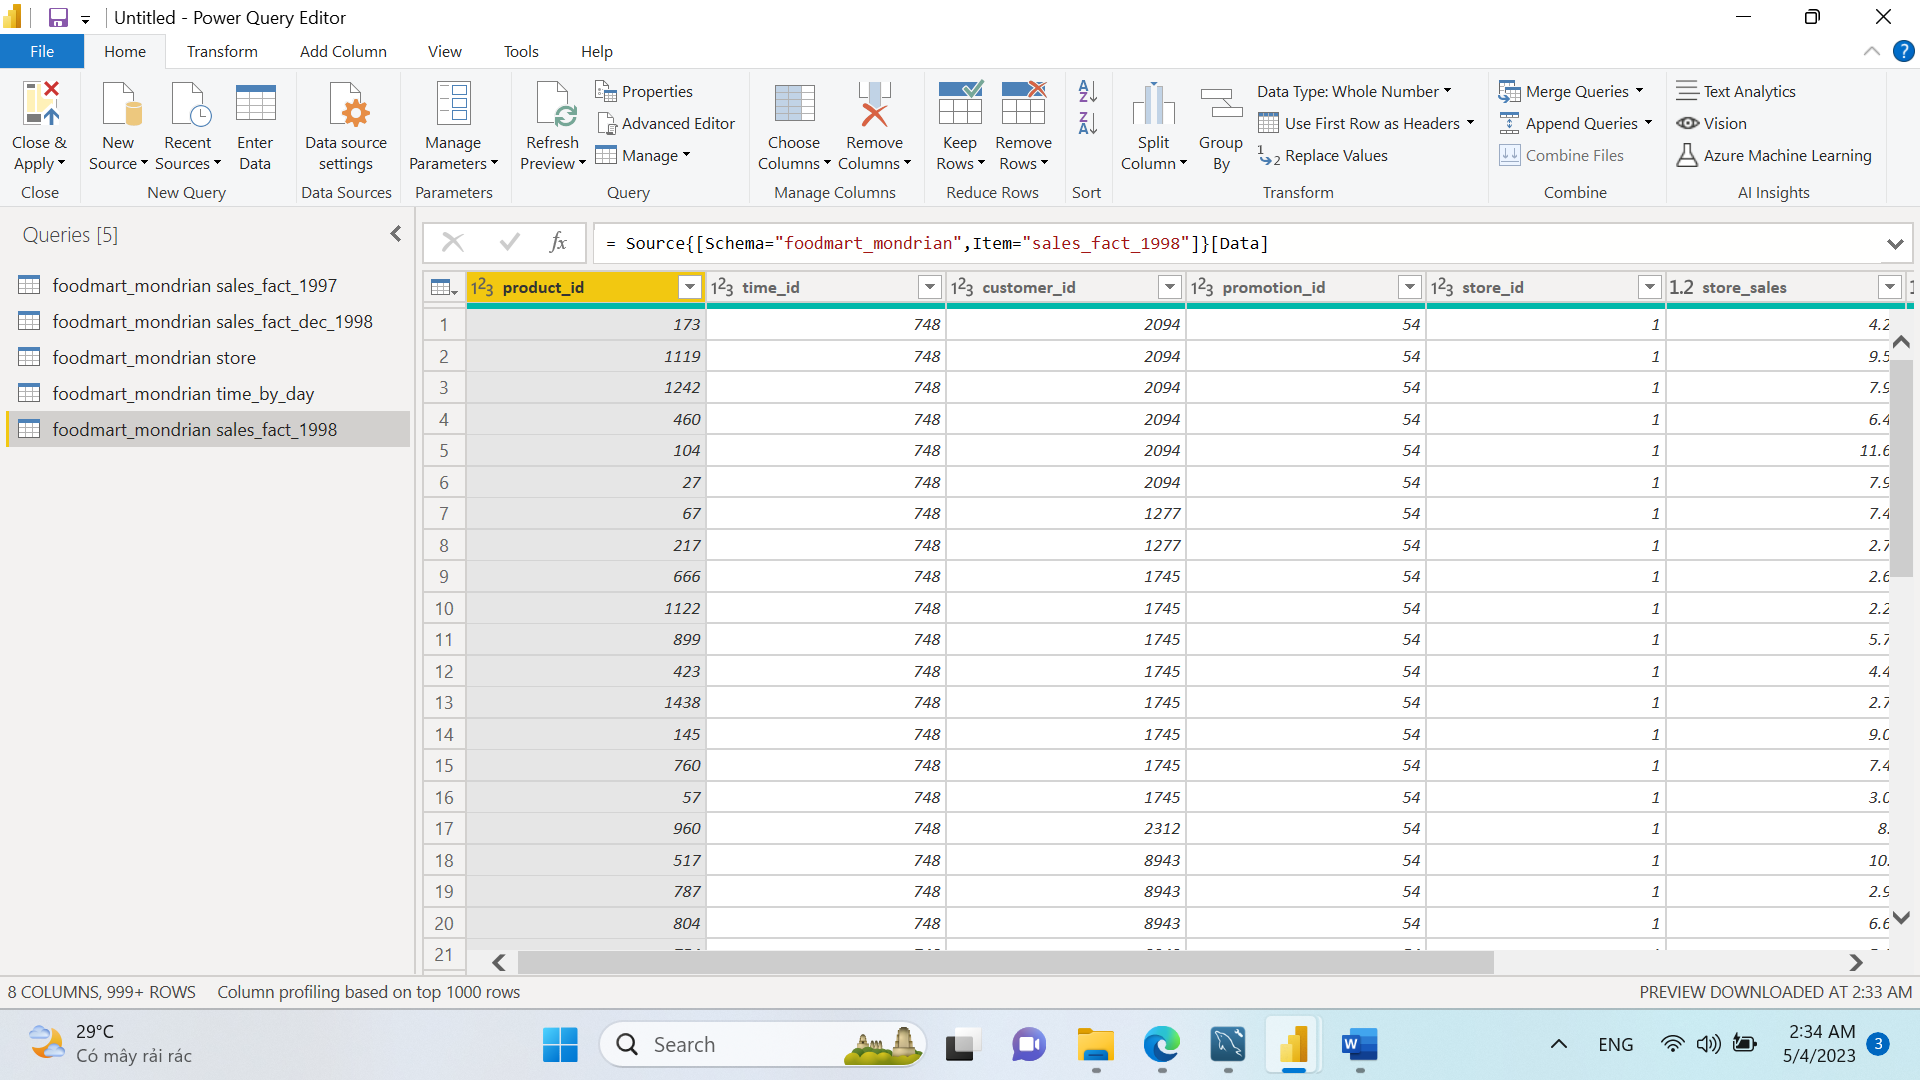 Untitled - Power Query Editor
File Home Transform Add Column View Tools Help
Close & Apply
New Source
Recent Sources
Enter Data
Data source settings
Manage Parameters
Refresh Preview
Properties
Advanced Editor
Manage
Choose Columns
Remove Columns
Keep Rows
Remove Rows
Split Column
Group By
Data Type: Whole Number
Use First Row as Headers
Replace Values
Merge Queries
Append Queries
Combine Files
Text Analytics
Vision
Azure Machine Learning
Close New Query Data Sources Parameters Query Manage Columns Reduce Rows Sort Transform Combine AI Insights
Queries [5]
foodmart_mondrian sales_fact_1997
foodmart_mondrian sales_fact_dec_1998
foodmart_mondrian store
foodmart_mondrian time_by_day
foodmart_mondrian sales_fact_1998
fx = Source{[Schema="foodmart_mondrian",Item="sales_fact_1998"]}[Data]
123 product_id 123 time_id 123 customer_id 123 promotion_id 123 store_id 1.2 store_sales
1 173 748 2094 54 1 4.2
2 1119 748 2094 54 1 9.5
3 1242 748 2094 54 1 7.9
4 460 748 2094 54 1 6.4
5 104 748 2094 54 1 11.6
6 27 748 2094 54 1 7.9
7 67 748 1277 54 1 7.4
8 217 748 1277 54 1 2.7
9 666 748 1745 54 1 2.6
10 1122 748 1745 54 1 2.2
11 899 748 1745 54 1 5.7
12 423 748 1745 54 1 4.4
13 1438 748 1745 54 1 2.7
14 145 748 1745 54 1 9.0
15 760 748 1745 54 1 7.4
16 57 748 1745 54 1 3.0
17 960 748 2312 54 1 8.
18 517 748 8943 54 1 10.
19 787 748 8943 54 1 2.9
20 804 748 8943 54 1 6.6
21
8 COLUMNS, 999+ ROWS Column profiling based on top 1000 rows
PREVIEW DOWNLOADED AT 2:33 AM
29°C
Có mây rải rác
Search
ENG
2:34 AM
5/4/2023
3